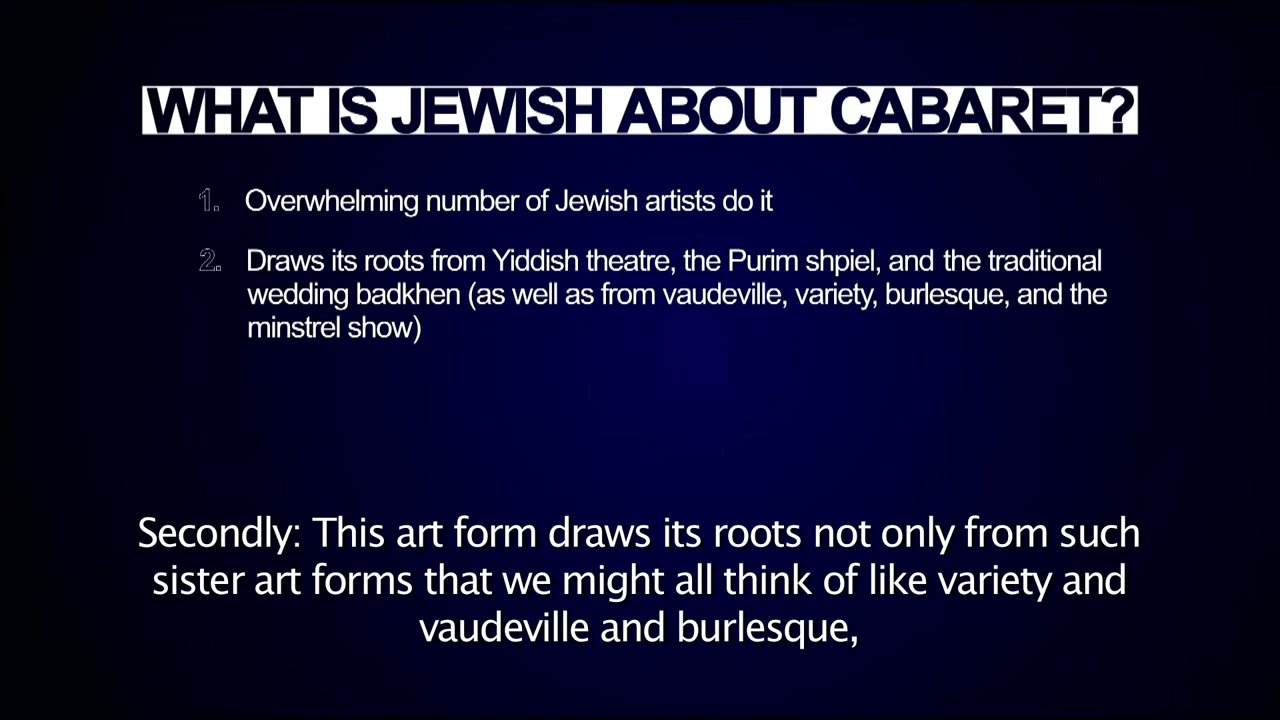 WHAT IS JEWISH ABOUT CABARET?
1. Overwhelming number of Jewish artists do it
2. Draws its roots from Yiddish theatre, the Purim shpiel, and the traditional
wedding badkhen (as well as from vaudeville, variety, burlesque, and the
minstrel show)
Secondly: This art form draws its roots not only from such
sister art forms that we might all think of like variety and
vaudeville and burlesque,